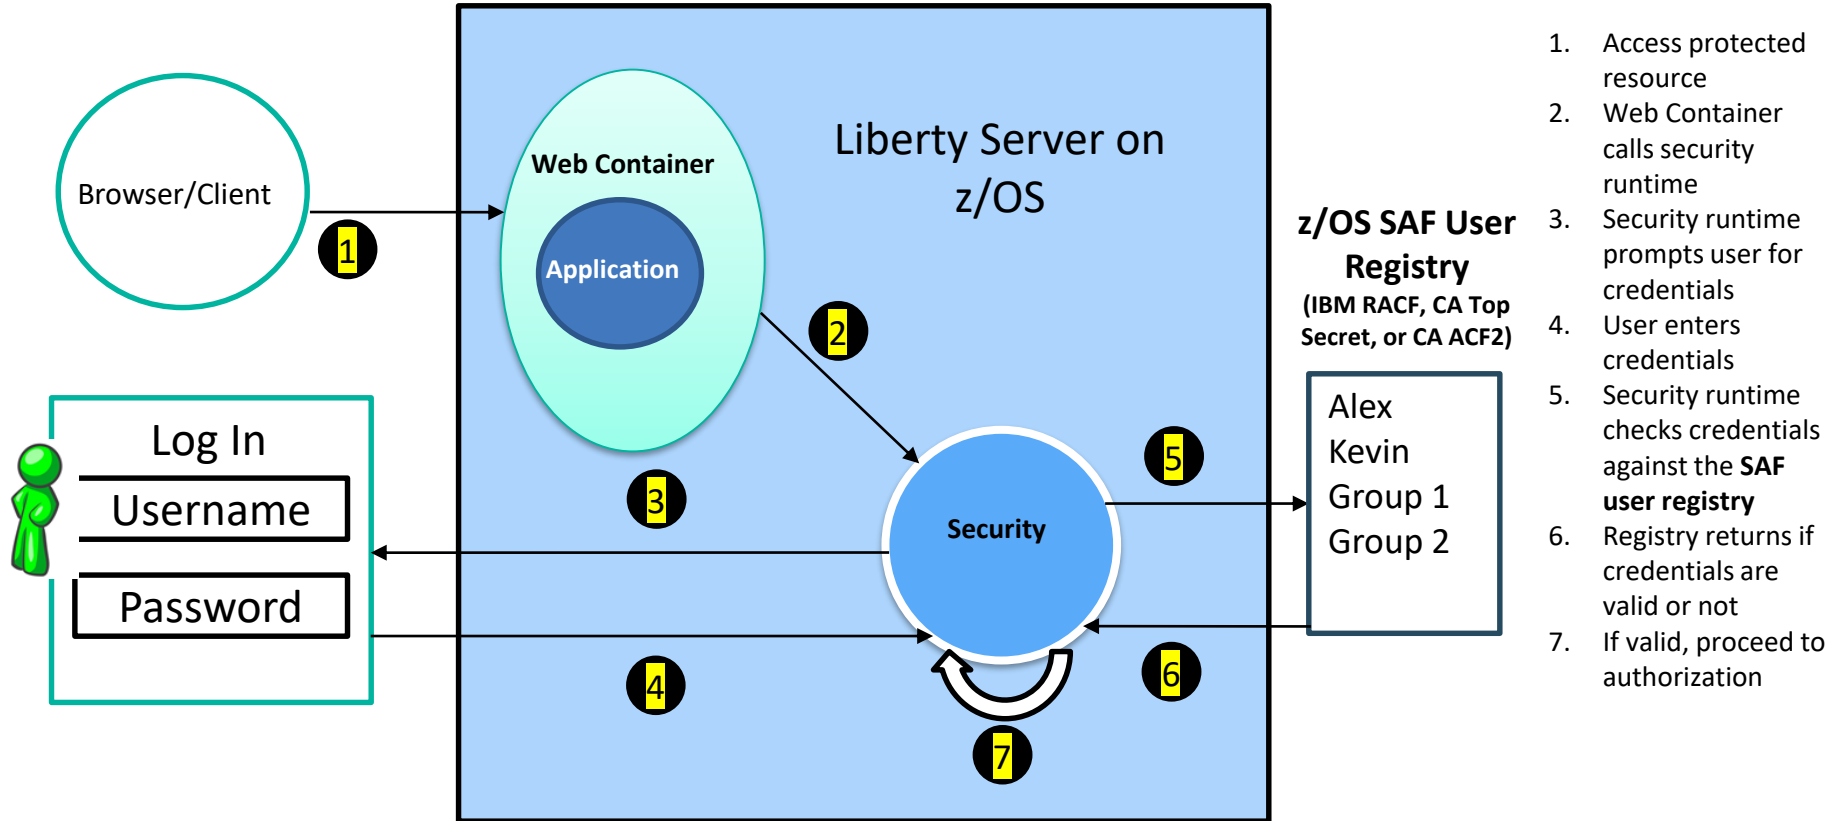 Browser/Client
1
Web Container
Application
Liberty Server on
z/OS
2
Log In
Username
Password
3
4
Security
5
6
7
z/OS SAF User
Registry
(IBM RACF, CA Top
Secret, or CA ACF2)
Alex
Kevin
Group 1
Group 2
1. Access protected
resource
2. Web Container
calls security
runtime
3. Security runtime
prompts user for
credentials
4. User enters
credentials
5. Security runtime
checks credentials
against the SAF
user registry
6. Registry returns if
credentials are
valid or not
7. If valid, proceed to
authorization